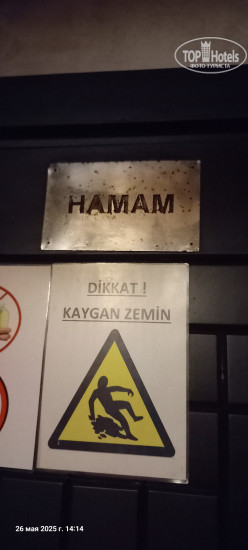 TOP Hotels
ФОТО ТУРИСТА
HAMAM
DİKKAT !
KAYGAN ZEMİN
26 мая 2025 г. 14:14